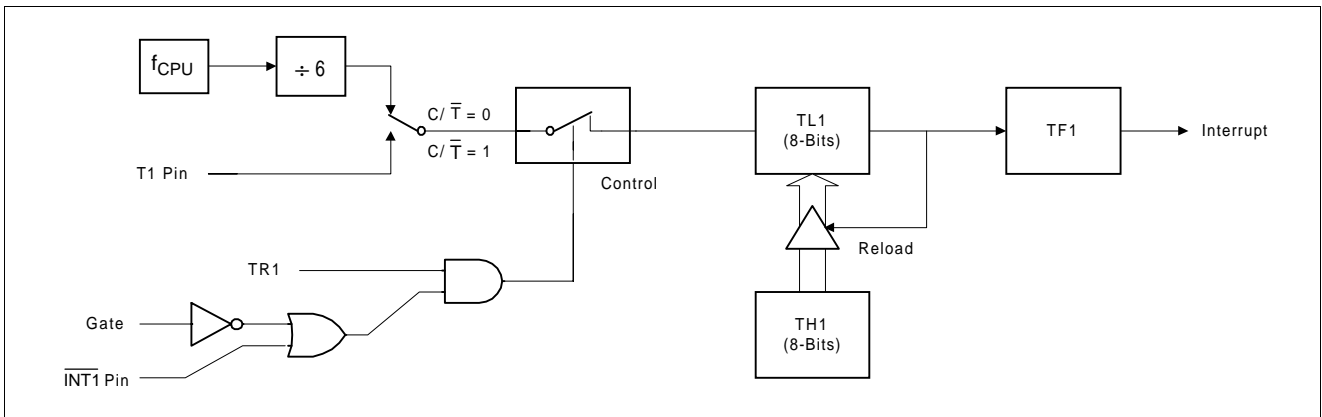 fCPU
÷ 6
C/T̅ = 0
C/T̅ = 1
T1 Pin
Control
TL1
(8-Bits)
TF1
Interrupt
Reload
TR1
Gate
I̅N̅T̅1̅ Pin
TH1
(8-Bits)